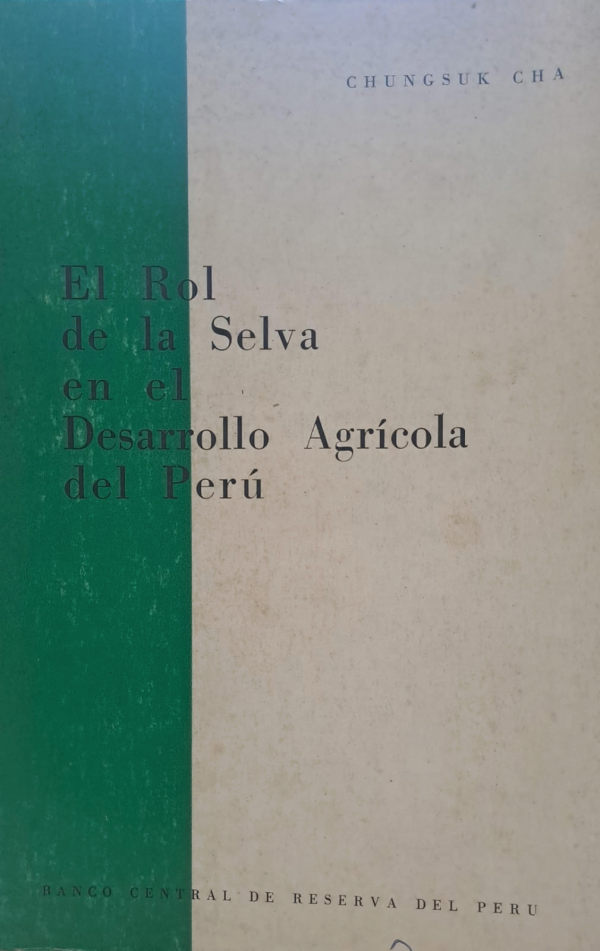 CHUNGSUK CHA
El Rol
de la Selva
en el
Desarrollo Agrícola
del Perú
BANCO CENTRAL DE RESERVA DEL PERU